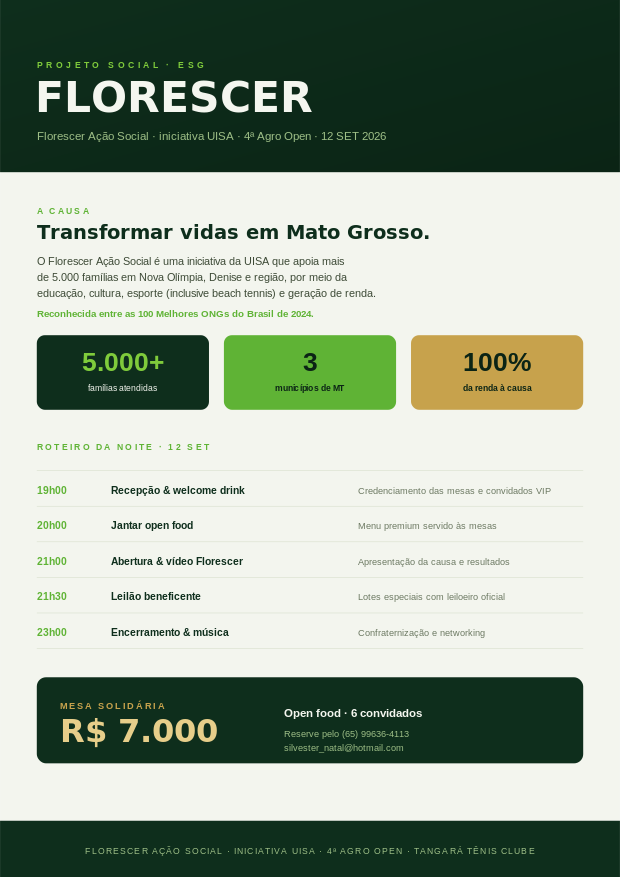 PROJETO SOCIAL · ESG
FLORESCER
Florescer Ação Social · iniciativa UISA · 4ª Agro Open · 12 SET 2026
A CAUSA
Transformar vidas em Mato Grosso.
O Florescer Ação Social é uma iniciativa da UISA que apoia mais
de 5.000 famílias em Nova Olímpia, Denise e região, por meio da
educação, cultura, esporte (inclusive beach tennis) e geração de renda.
Reconhecida entre as 100 Melhores ONGs do Brasil de 2024.
5.000+
famílias atendidas
3
municípios de MT
100%
da renda à causa
ROTEIRO DA NOITE · 12 SET
19h00 Recepção & welcome drink Credenciamento das mesas e convidados VIP
20h00 Jantar open food Menu premium servido às mesas
21h00 Abertura & vídeo Florescer Apresentação da causa e resultados
21h30 Leilão beneficente Lotes especiais com leiloeiro oficial
23h00 Encerramento & música Confraternização e networking
MESA SOLIDÁRIA
R$ 7.000
Open food · 6 convidados
Reserve pelo (65) 99636-4113
silvester_natal@hotmail.com
FLORESCER AÇÃO SOCIAL · INICIATIVA UISA · 4ª AGRO OPEN · TANGARÁ TÊNIS CLUBE